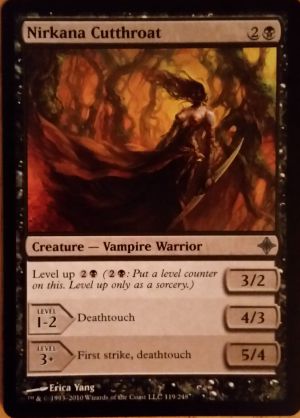 Nirkana Cutthroat 2
Creature — Vampire Warrior
Level up 2 ( 2 : Put a level counter
on this. Level up only as a sorcery.)
3/2
LEVEL
1-2
Deathtouch
4/3
LEVEL
3+
First strike, deathtouch
5/4
Erica Yang
™ & © 1993–2010 Wizards of the Coast LLC 119/248